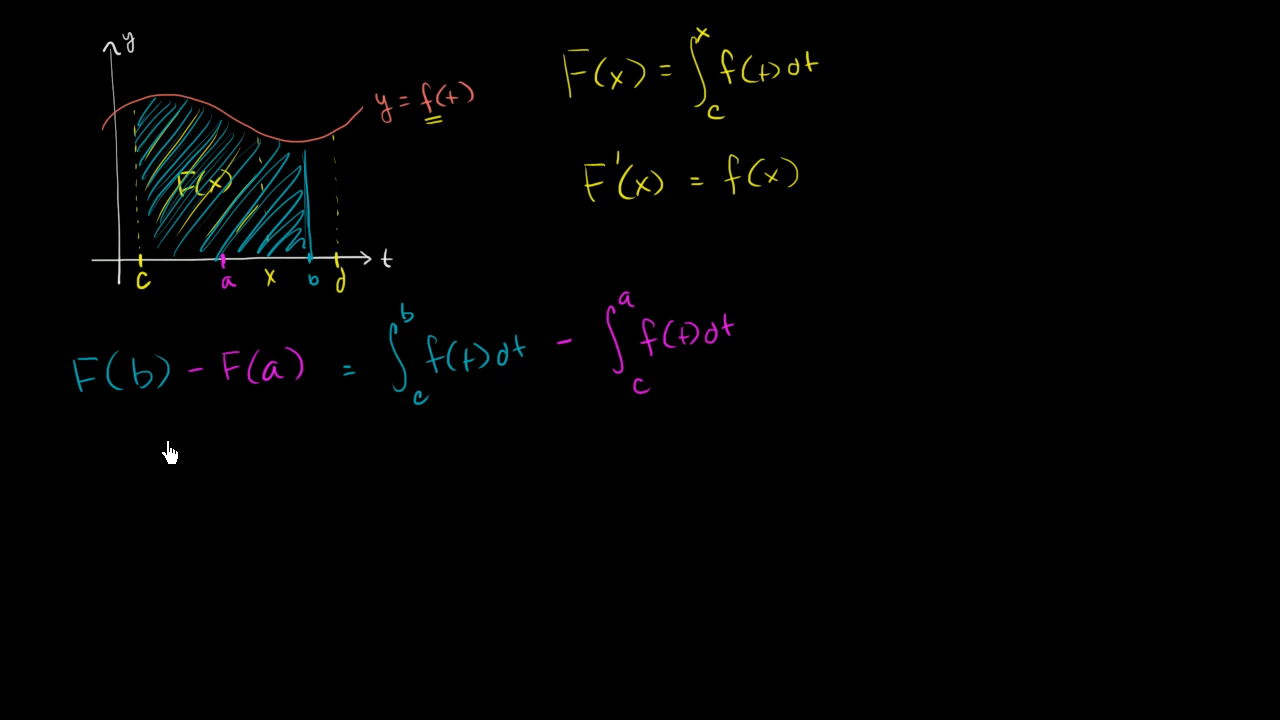 y
F(x) = ∫_c^x f(t)dt
y = f(t)
F'(x) = f(x)
F(x)
t
c a x b d
F(b) - F(a) = ∫_c^b f(t)dt - ∫_c^a f(t)dt